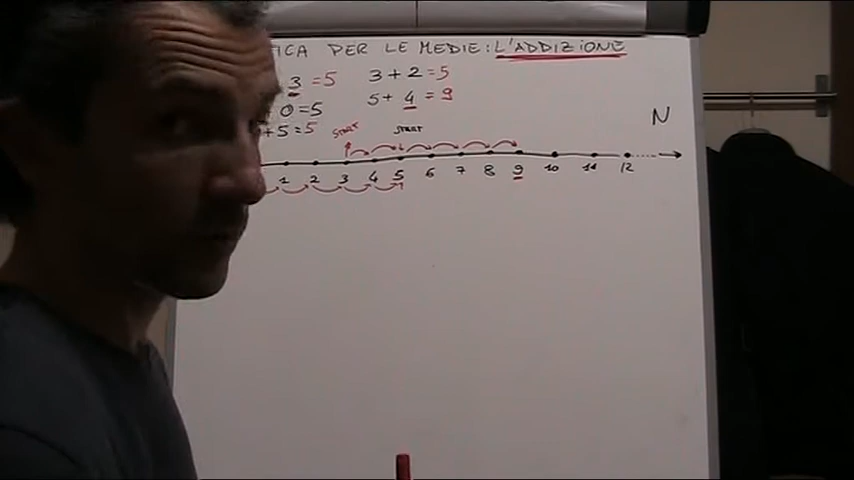 PER LE MEDIE: L'ADDIZIONE
3 =5 3+2=5
0=5 5+4=9
+5=5 START START
N
1 2 3 4 5 6 7 8 9 10 11 12